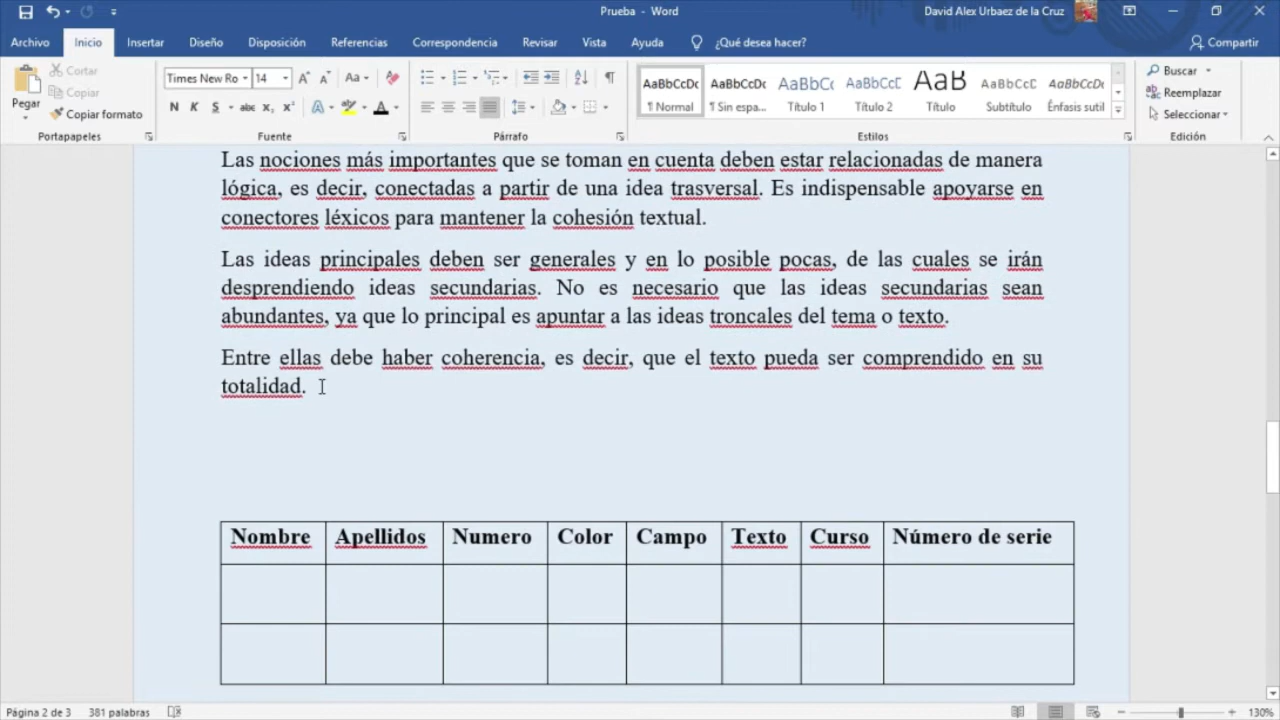 Prueba - Word
David Alex Urbaez de la Cruz
Archivo Inicio Insertar Diseño Disposición Referencias Correspondencia Revisar Vista Ayuda ¿Qué desea hacer? Compartir
Pegar
Cortar
Copiar
Copiar formato
Portapapeles
Times New Ro 14 Aa
N K S abc x₂ x² A A
Fuente
Párrafo
AaBbCcDc AaBbCcDc AaBbCc AaBbCcD AaB AaBbCcD AaBbCcDc
¶ Normal ¶ Sin espa... Título 1 Título 2 Título Subtítulo Énfasis sutil
Estilos
Buscar
Reemplazar
Seleccionar
Edición
Las nociones más importantes que se toman en cuenta deben estar relacionadas de manera
lógica, es decir, conectadas a partir de una idea trasversal. Es indispensable apoyarse en
conectores léxicos para mantener la cohesión textual.
Las ideas principales deben ser generales y en lo posible pocas, de las cuales se irán
desprendiendo ideas secundarias. No es necesario que las ideas secundarias sean
abundantes, ya que lo principal es apuntar a las ideas troncales del tema o texto.
Entre ellas debe haber coherencia, es decir, que el texto pueda ser comprendido en su
totalidad.
Nombre Apellidos Numero Color Campo Texto Curso Número de serie
Página 2 de 3 381 palabras 130%